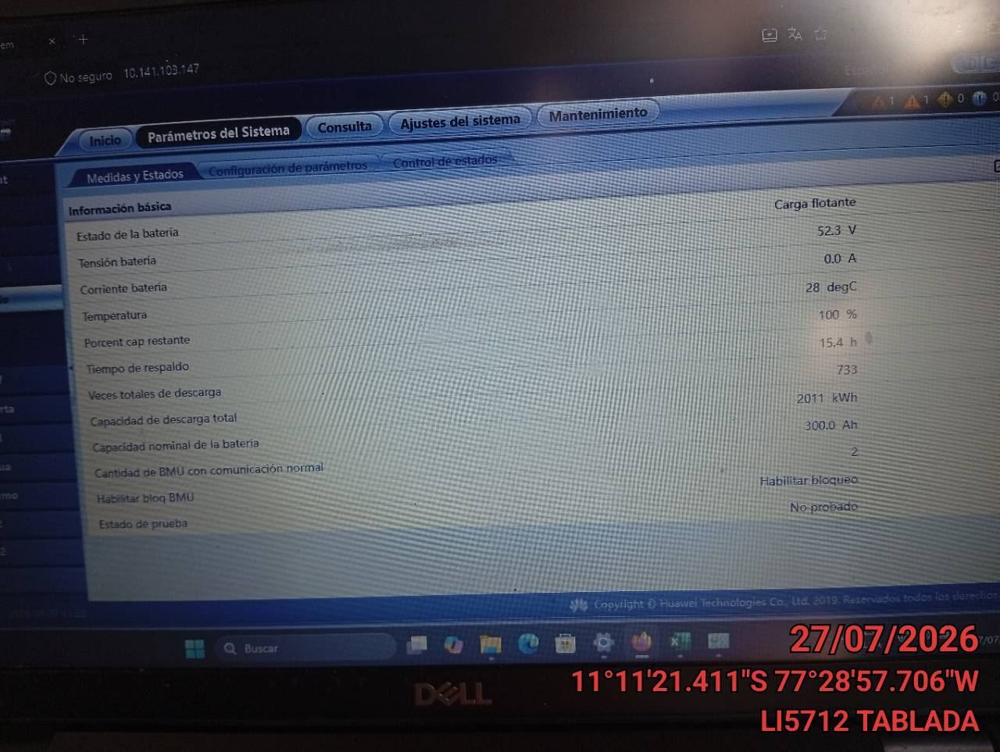 em × +
No seguro 10.141.103.147
Español
1 1 0 0
Inicio Parámetros del Sistema Consulta Ajustes del sistema Mantenimiento
Medidas y Estados Configuración de parámetros Control de estados
Información básica
Estado de la batería Carga flotante
Tensión batería 52.3 V
Corriente batería 0.0 A
Temperatura 28 degC
Porcent cap restante 100 %
Tiempo de respaldo 15.4 h
Veces totales de descarga 733
Capacidad de descarga total 2011 kWh
Capacidad nominal de la batería 300.0 Ah
Cantidad de BMU con comunicación normal 2
Habilitar bloq BMU Habilitar bloqueo
Estado de prueba No probado
Copyright © Huawei Technologies Co., Ltd. 2019. Reservados todos los derechos
Buscar
DELL
27/07/2026
11°11'21.411"S 77°28'57.706"W
LI5712 TABLADA